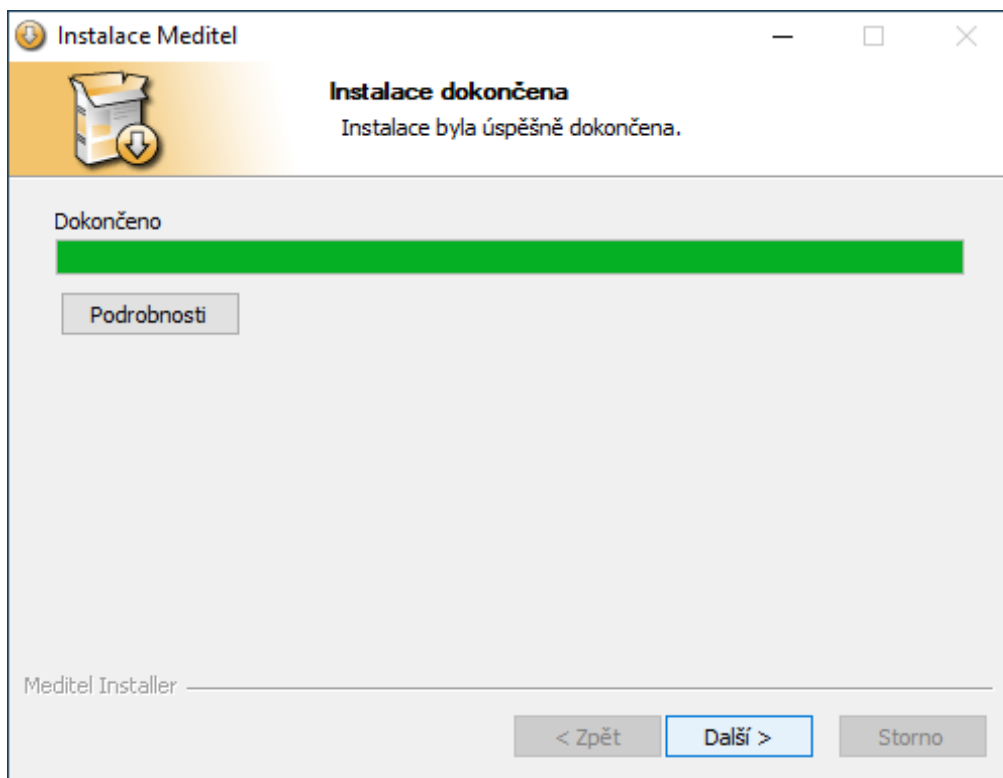 Instalace Meditel
Instalace dokončena
Instalace byla úspěšně dokončena.
Dokončeno
Podrobnosti
Meditel Installer
< Zpět
Další >
Storno